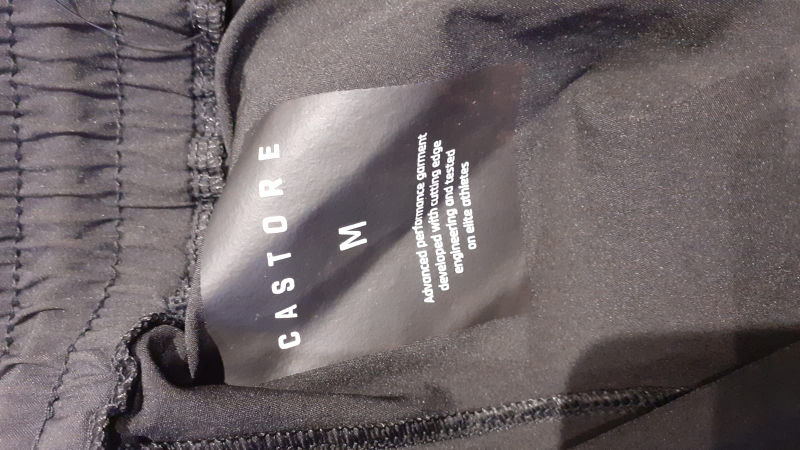 CASTORE
M
Advanced performance garment
developed with cutting edge
engineering and tested
on elite athletes